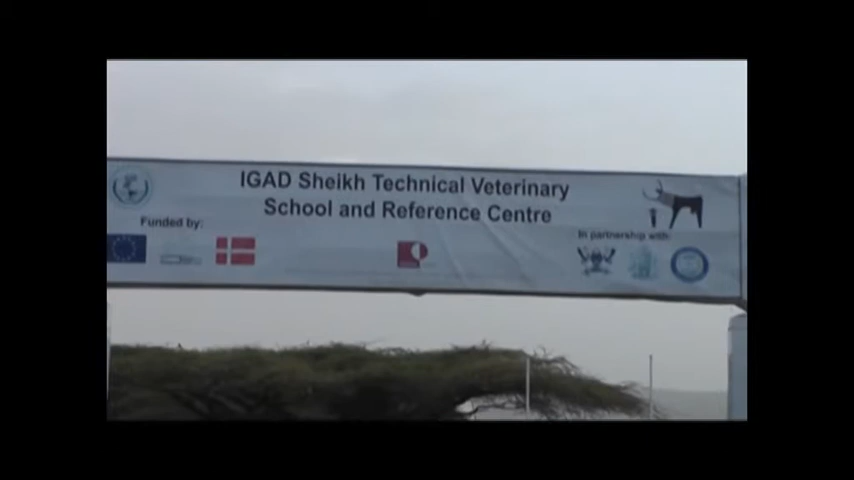 IGAD Sheikh Technical Veterinary
School and Reference Centre
Funded by:
In partnership with: